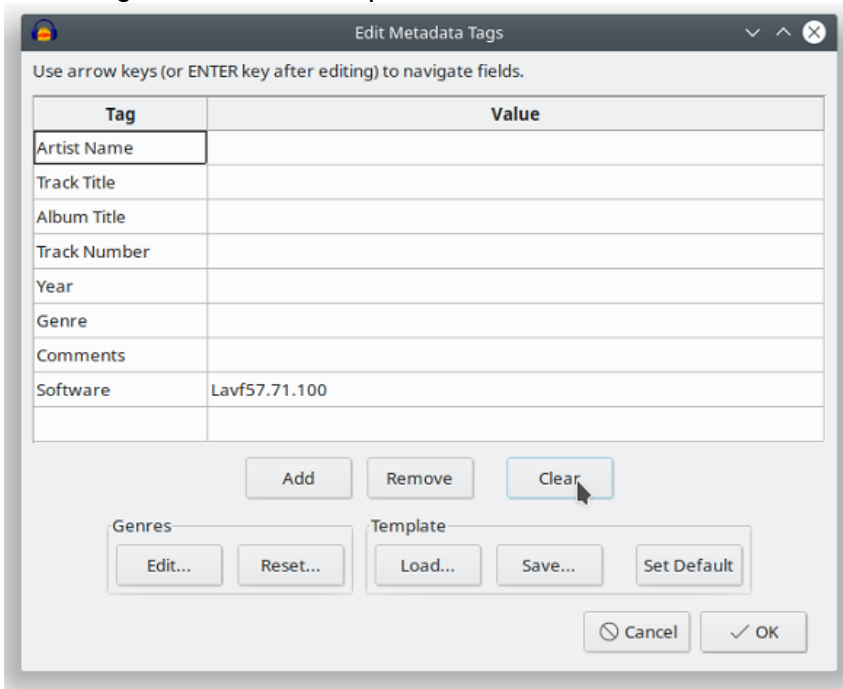 Edit Metadata Tags
Use arrow keys (or ENTER key after editing) to navigate fields.
Tag Value
Artist Name
Track Title
Album Title
Track Number
Year
Genre
Comments
Software Lavf57.71.100
Add Remove Clear
Genres Template
Edit... Reset... Load... Save... Set Default
Cancel OK